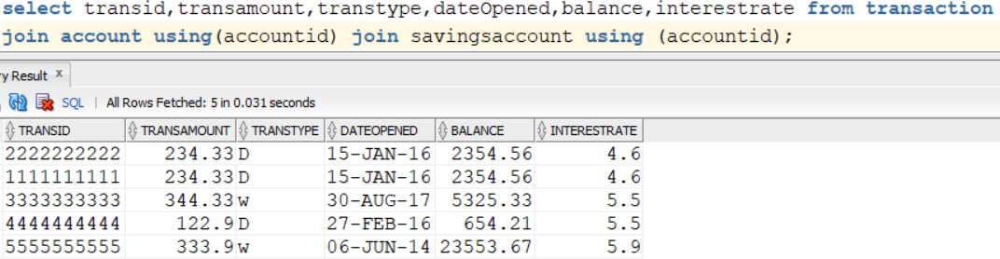 select transid,transamount,transtype,dateOpened,balance,interestrate from transaction
join account using(accountid) join savingsaccount using (accountid);
ry Result x
SQL | All Rows Fetched: 5 in 0.031 seconds
TRANSID TRANSAMOUNT TRANSTYPE DATEOPENED BALANCE INTERESTRATE
2222222222 234.33 D 15-JAN-16 2354.56 4.6
1111111111 234.33 D 15-JAN-16 2354.56 4.6
3333333333 344.33 w 30-AUG-17 5325.33 5.5
4444444444 122.9 D 27-FEB-16 654.21 5.5
5555555555 333.9 w 06-JUN-14 23553.67 5.9